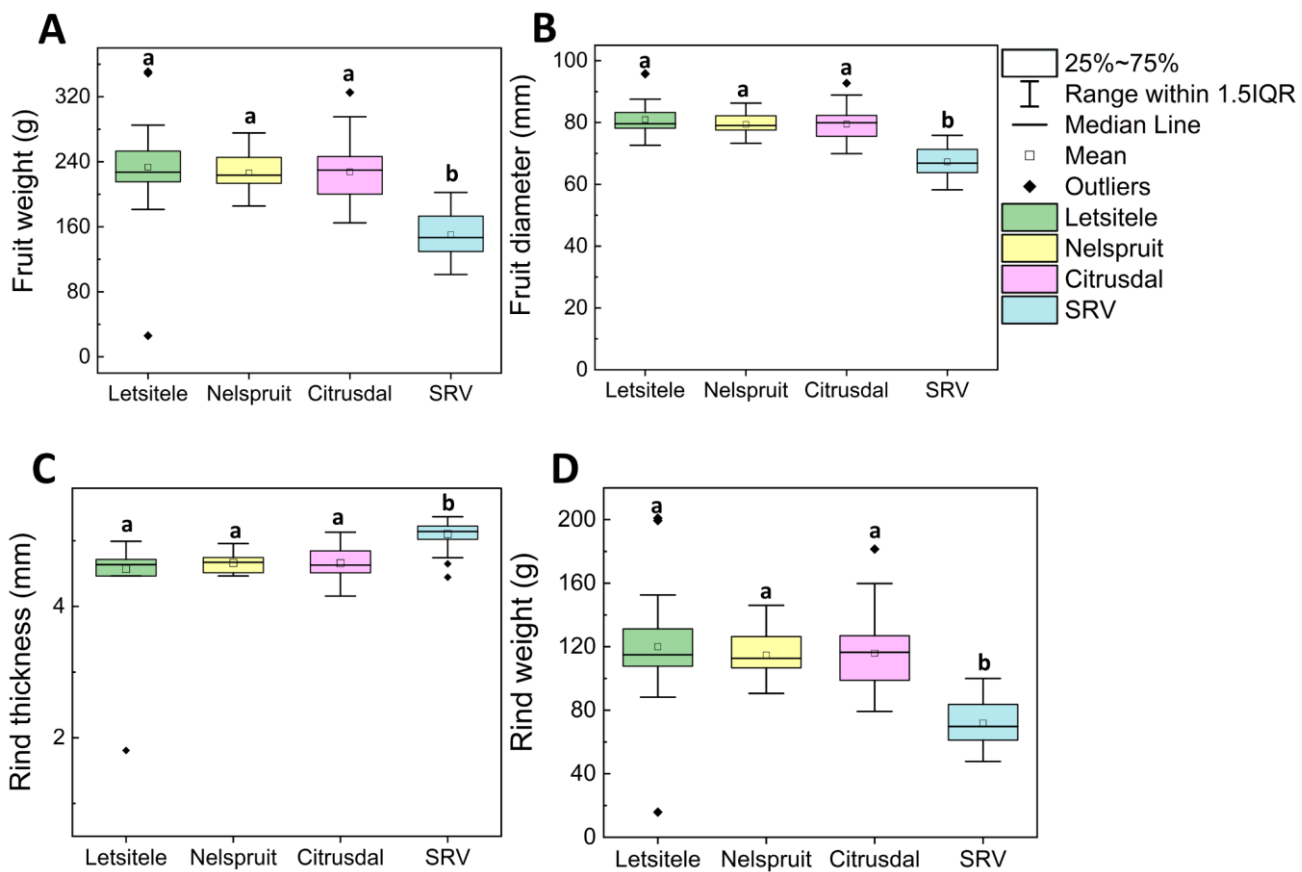 A
Fruit weight (g)
320
240
160
80
0
a
a
a
b
Letsitele Nelspruit Citrusdal SRV
B
Fruit diameter (mm)
100
80
60
40
20
0
a
a
a
b
Letsitele Nelspruit Citrusdal SRV
25%~75%
Range within 1.5IQR
Median Line
Mean
Outliers
Letsitele
Nelspruit
Citrusdal
SRV
C
Rind thickness (mm)
4
2
a
a
a
b
Letsitele Nelspruit Citrusdal SRV
D
Rind weight (g)
200
160
120
80
40
0
a
a
a
b
Letsitele Nelspruit Citrusdal SRV